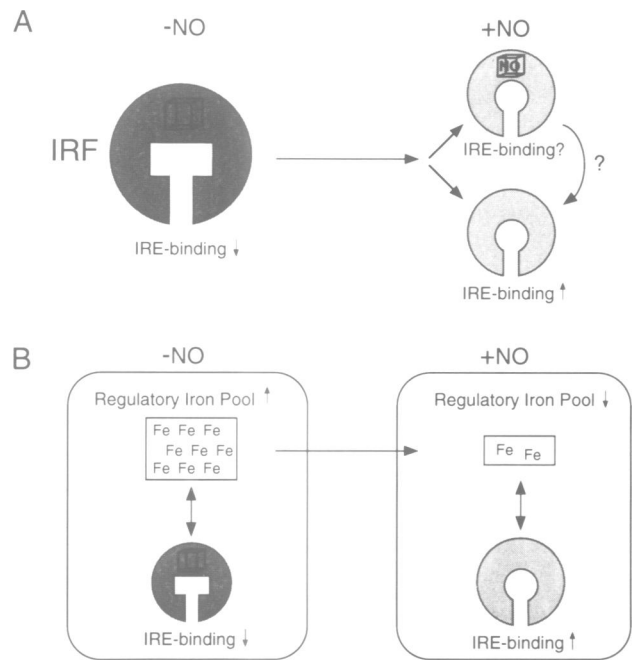 A
-NO
+NO
NO
IRF
IRE-binding?
?
IRE-binding ↓
IRE-binding ↑
B
-NO
+NO
Regulatory Iron Pool ↑
Regulatory Iron Pool ↓
Fe Fe Fe
Fe Fe Fe
Fe Fe Fe
Fe Fe
IRE-binding ↓
IRE-binding ↑